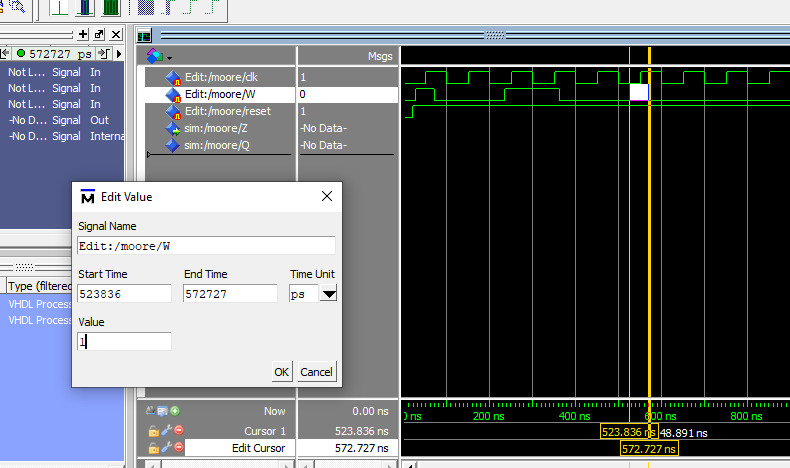 572727 ps
Not L... Signal In
Not L... Signal In
Not L... Signal In
-No D... Signal Out
-No D... Signal Interna
Type (filtered
VHDL Process
VHDL Process
Msgs
Edit:/moore/clk 1
Edit:/moore/W 0
Edit:/moore/reset 1
sim:/moore/Z -No Data-
sim:/moore/Q -No Data-
Edit Value
Signal Name
Edit:/moore/W
Start Time End Time Time Unit
523836 572727 ps
Value
1
OK Cancel
Now 0.00 ns
Cursor 1 523.836 ns
Edit Cursor 572.727 ns
ns 200 ns 400 ns 600 ns 800 ns
523.836 ns 48.891 ns
572.727 ns